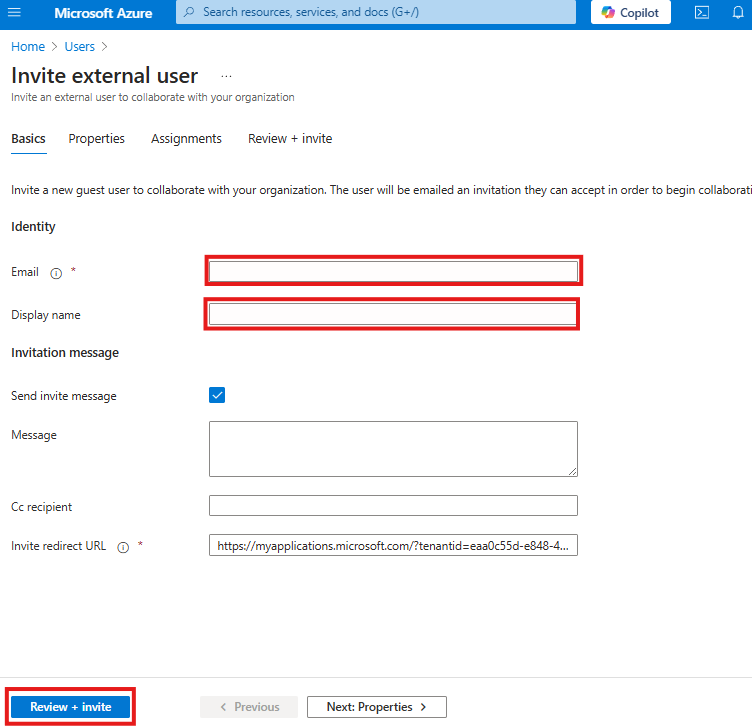 Microsoft Azure
Search resources, services, and docs (G+/)
Copilot
Home > Users >
Invite external user ...
Invite an external user to collaborate with your organization
Basics Properties Assignments Review + invite
Invite a new guest user to collaborate with your organization. The user will be emailed an invitation they can accept in order to begin collaborati
Identity
Email *
Display name
Invitation message
Send invite message
Message
Cc recipient
Invite redirect URL * https://myapplications.microsoft.com/?tenantid=eaa0c55d-e848-4...
Review + invite < Previous Next: Properties >